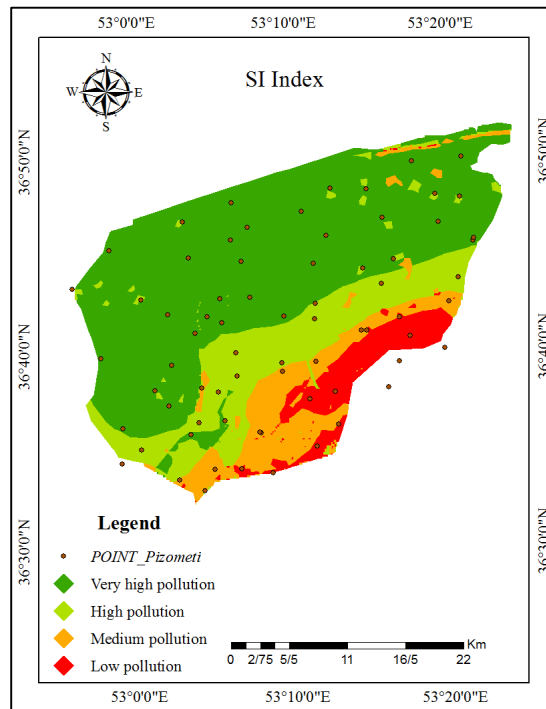 53°0'0"E 53°10'0"E 53°20'0"E
N
W E
S
SI Index
36°50'0"N 36°50'0"N
36°40'0"N 36°40'0"N
36°30'0"N 36°30'0"N
Legend
POINT_Pizometi
Very high pollution
High pollution
Medium pollution
Low pollution
Km
0 2/75 5/5 11 16/5 22
53°0'0"E 53°10'0"E 53°20'0"E